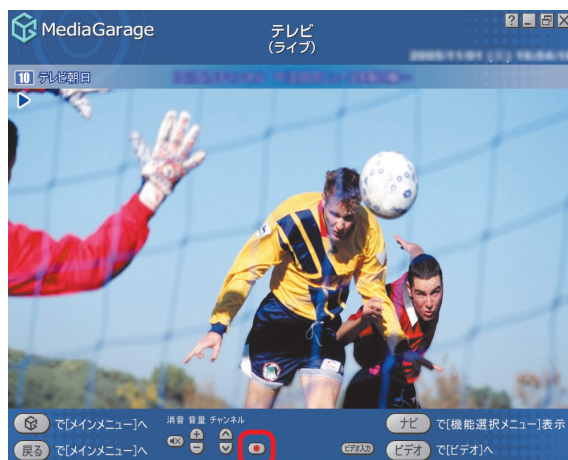 MediaGarage
テレビ
(ライブ)
10 テレビ朝日
で[メインメニュー]へ
消音 音量 チャンネル
ナビ で[機能選択メニュー]表示
戻る で[メインメニュー]へ
ビデオ入力
ビデオ で[ビデオ]へ